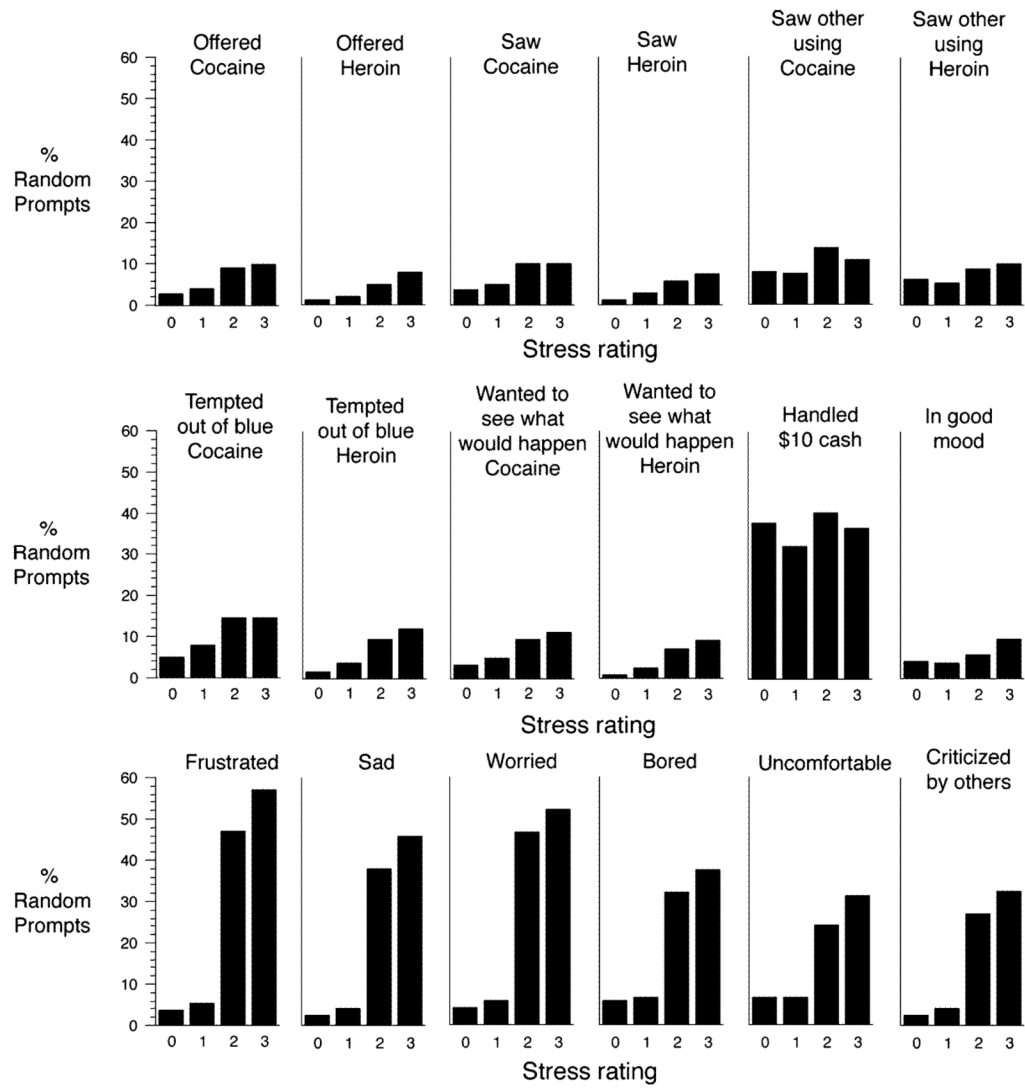 Offered
Cocaine
Offered
Heroin
Saw
Cocaine
Saw
Heroin
Saw other
using
Cocaine
Saw other
using
Heroin
%
Random
Prompts
60
50
40
30
20
10
0
0 1 2 3
0 1 2 3
0 1 2 3
0 1 2 3
0 1 2 3
0 1 2 3
Stress rating
Tempted
out of blue
Cocaine
Tempted
out of blue
Heroin
Wanted to
see what
would happen
Cocaine
Wanted to
see what
would happen
Heroin
Handled
$10 cash
In good
mood
%
Random
Prompts
60
50
40
30
20
10
0
0 1 2 3
0 1 2 3
0 1 2 3
0 1 2 3
0 1 2 3
0 1 2 3
Stress rating
Frustrated
Sad
Worried
Bored
Uncomfortable
Criticized
by others
%
Random
Prompts
60
50
40
30
20
10
0
0 1 2 3
0 1 2 3
0 1 2 3
0 1 2 3
0 1 2 3
0 1 2 3
Stress rating